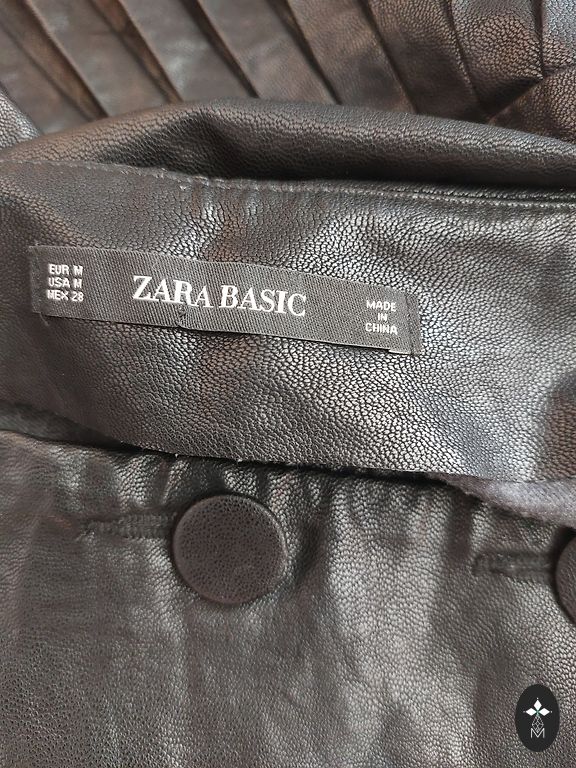 EUR M
USA M
MEX 28
ZARA BASIC
MADE
IN
CHINA
M